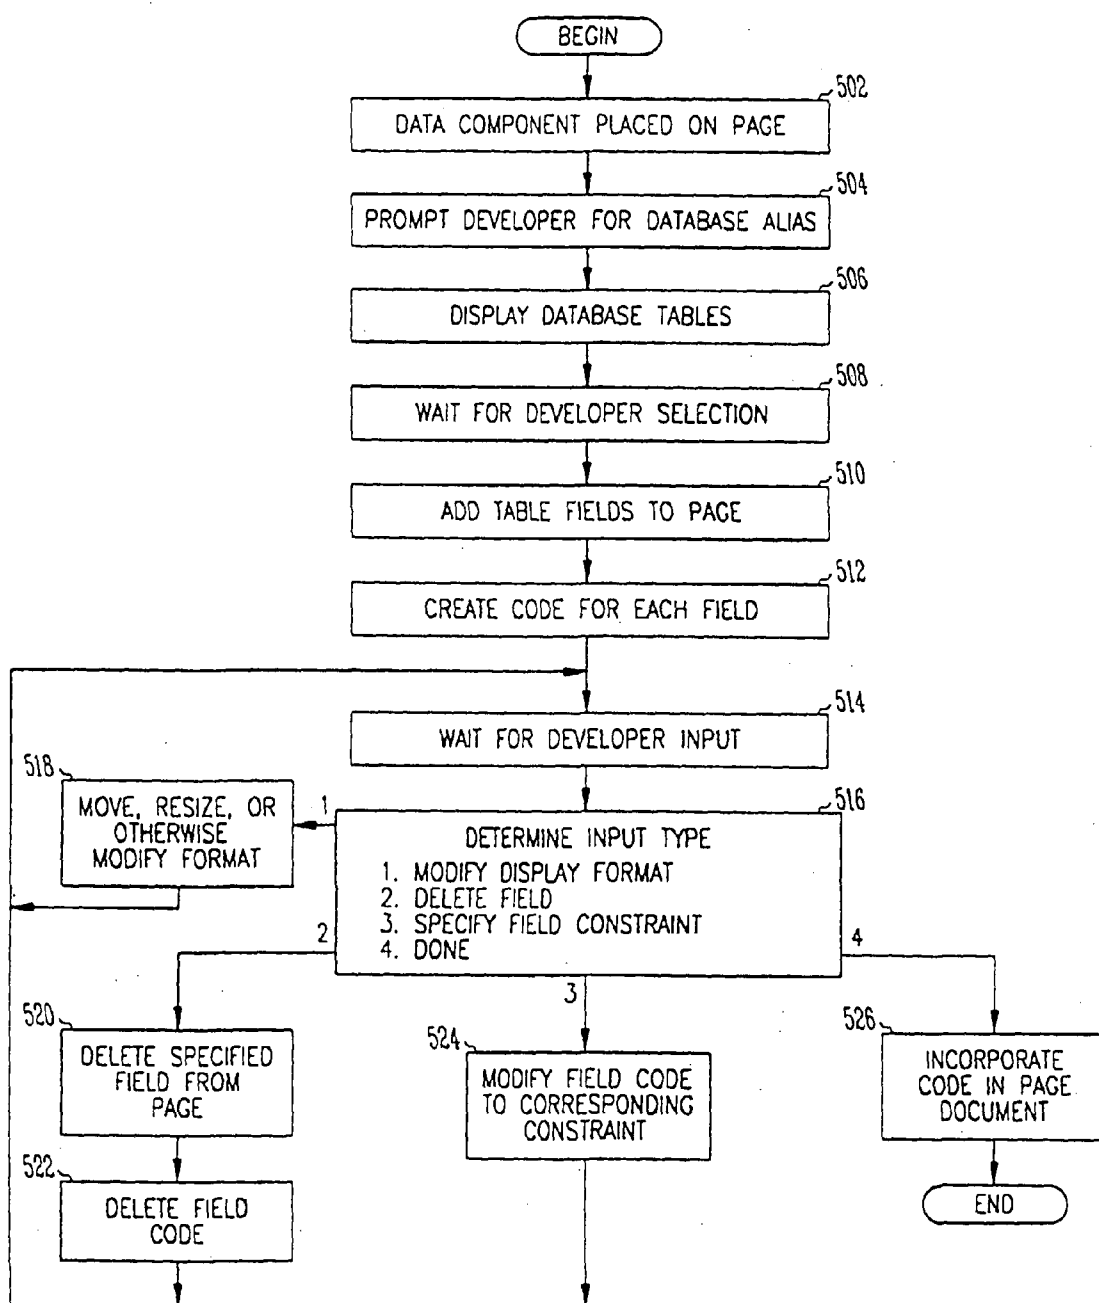 BEGIN
502
DATA COMPONENT PLACED ON PAGE
504
PROMPT DEVELOPER FOR DATABASE ALIAS
506
DISPLAY DATABASE TABLES
508
WAIT FOR DEVELOPER SELECTION
510
ADD TABLE FIELDS TO PAGE
512
CREATE CODE FOR EACH FIELD
514
WAIT FOR DEVELOPER INPUT
518
MOVE, RESIZE, OR
OTHERWISE
MODIFY FORMAT
1
516
DETERMINE INPUT TYPE
1. MODIFY DISPLAY FORMAT
2. DELETE FIELD
3. SPECIFY FIELD CONSTRAINT
4. DONE
2
4
3
520
DELETE SPECIFIED
FIELD FROM
PAGE
522
DELETE FIELD
CODE
524
MODIFY FIELD CODE
TO CORRESPONDING
CONSTRAINT
526
INCORPORATE
CODE IN PAGE
DOCUMENT
END